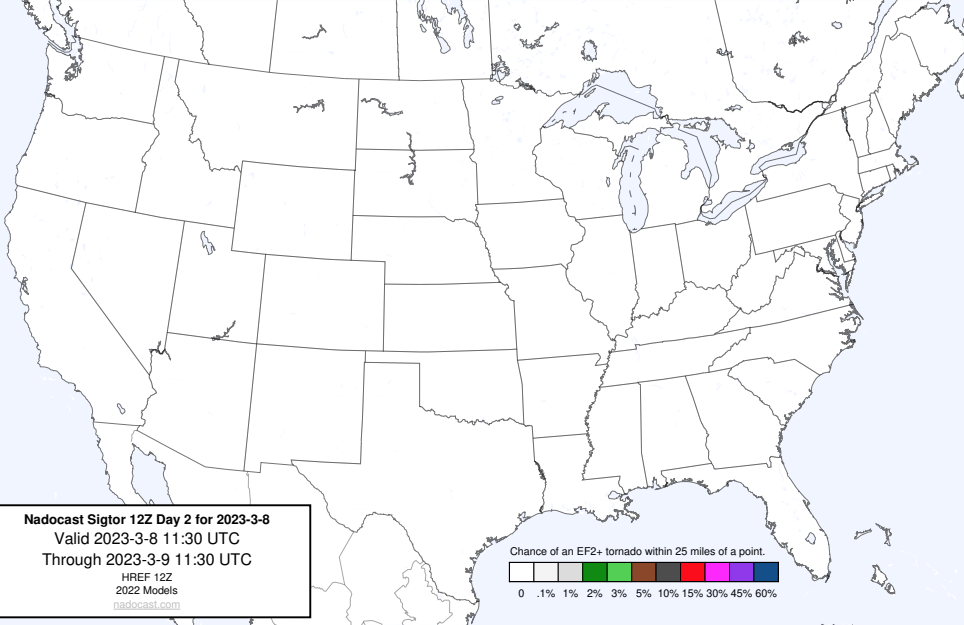 Nadocast Sigtor 12Z Day 2 for 2023-3-8
Valid 2023-3-8 11:30 UTC
Through 2023-3-9 11:30 UTC
HREF 12Z
2022 Models
nadocast.com
Chance of an EF2+ tornado within 25 miles of a point.
0 .1% 1% 2% 3% 5% 10% 15% 30% 45% 60%